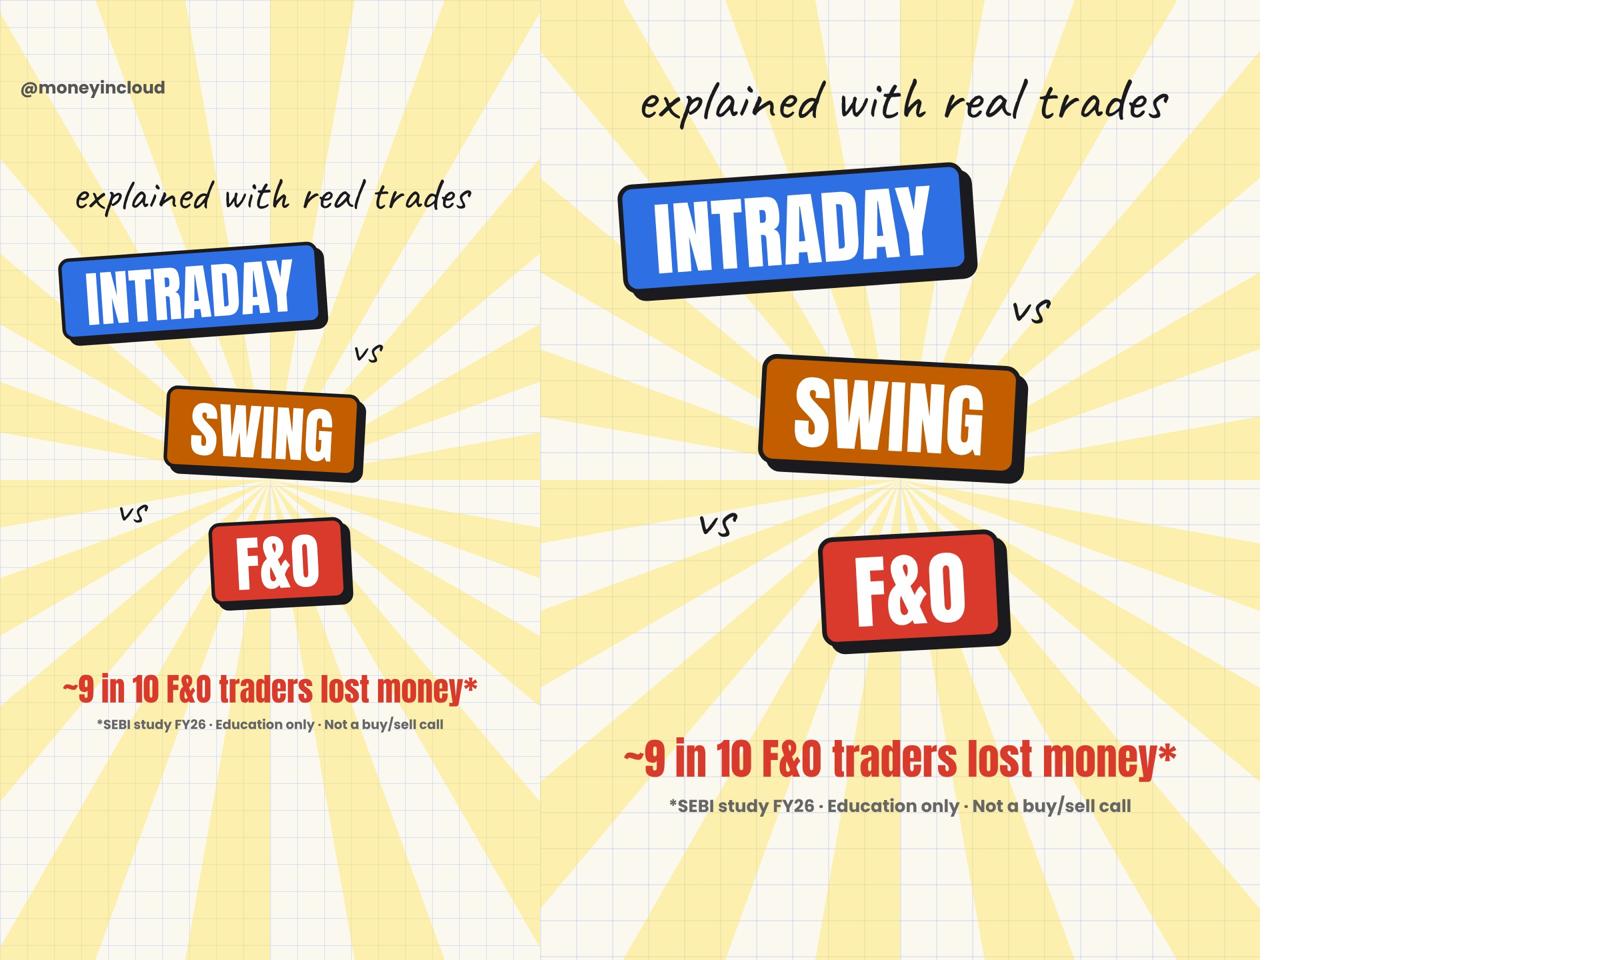 @moneyincloud
explained with real trades
INTRADAY
vs
SWING
vs
F&O
~9 in 10 F&O traders lost money*
*SEBI study FY26 · Education only · Not a buy/sell call
explained with real trades
INTRADAY
vs
SWING
vs
F&O
~9 in 10 F&O traders lost money*
*SEBI study FY26 · Education only · Not a buy/sell call